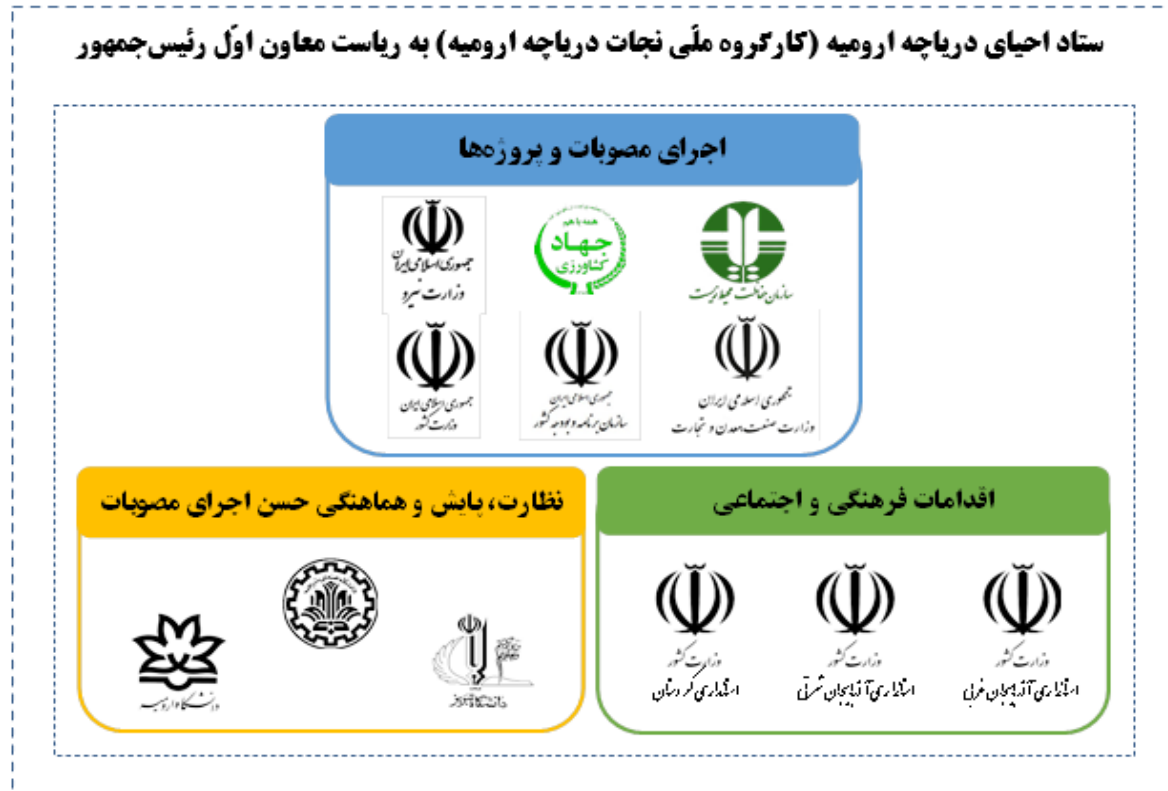 ستاد احیای دریاچه ارومیه (کارگروه ملّی نجات دریاچه ارومیه) به ریاست معاون اوّل رئیس‌جمهور
اجرای مصوبات و پروژه‌ها
سازمان حفاظت محیط زیست
همه با هم
جهاد
کشاورزی
جمهوری اسلامی ایران
وزارت نیرو
جمهوری اسلامی ایران
وزارت صنعت، معدن و تجارت
جمهوری اسلامی ایران
سازمان برنامه و بودجه کشور
جمهوری اسلامی ایران
وزارت کشور
اقدامات فرهنگی و اجتماعی
وزارت کشور
استانداری آذربایجان غربی
وزارت کشور
استانداری آذربایجان شرقی
وزارت کشور
استانداری کردستان
نظارت، پایش و هماهنگی حسن اجرای مصوبات
دانشگاه تبریز
دانشگاه ارومیه